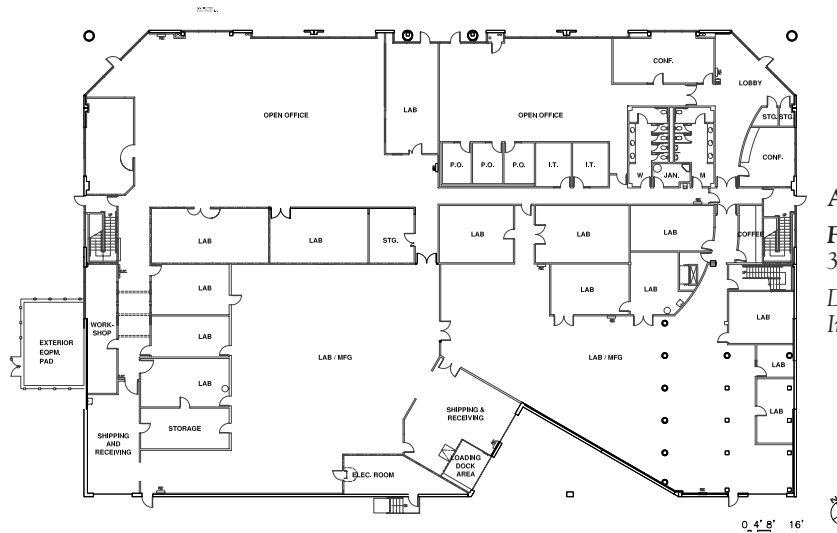 CONF.
LOBBY
LAB
OPEN OFFICE
OPEN OFFICE
STG.
STG.
P.O.
P.O.
P.O.
I.T.
I.T.
W
JAN.
M
CONF.
LAB
LAB
STG.
LAB
LAB
LAB
COFFEE
LAB
LAB
LAB
LAB
WORK-
SHOP
LAB
EXTERIOR
EQPM.
PAD
LAB / MFG
LAB / MFG
LAB
LAB
LAB
STORAGE
SHIPPING
AND
RECEIVING
SHIPPING &
RECEIVING
LOADING
DOCK
AREA
ELEC. ROOM
0 4' 8' 16'